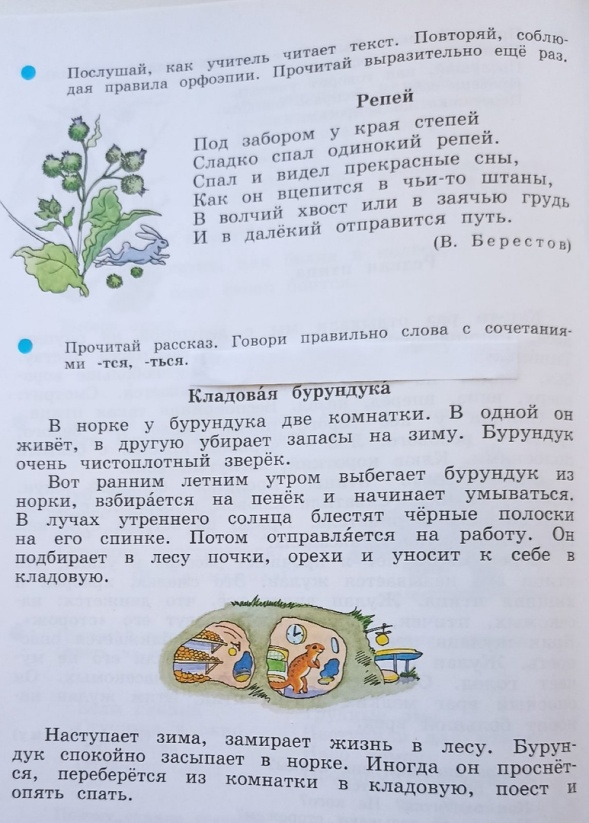 Послушай, как учитель читает текст. Повторяй, соблю-
дая правила орфоэпии. Прочитай выразительно ещё раз.
Репей
Под забором у края степей
Сладко спал одинокий репей.
Спал и видел прекрасные сны,
Как он вцепится в чьи-то штаны,
В волчий хвост или в заячью грудь
И в далёкий отправится путь.
(В. Берестов)
Прочитай рассказ. Говори правильно слова с сочетания-
ми -тся, -ться.
Кладова́я бурундука́
В норке у бурундука две комнатки. В одной он
живёт, в другую убирает запасы на зиму. Бурундук
очень чистоплотный зверёк.
Вот ранним летним утром выбегает бурундук из
норки, взбира́ется на пенёк и начинает умываться.
В лучах утреннего солнца блестят чёрные полоски
на его спинке. Потом отправля́ется на работу. Он
подбирает в лесу почки, орехи и уносит к себе в
кладовую.
Наступает зима, замирает жизнь в лесу. Бурун-
дук спокойно засыпает в норке. Иногда он проснёт-
ся, переберётся из комнатки в кладовую, поест и
опять спать.